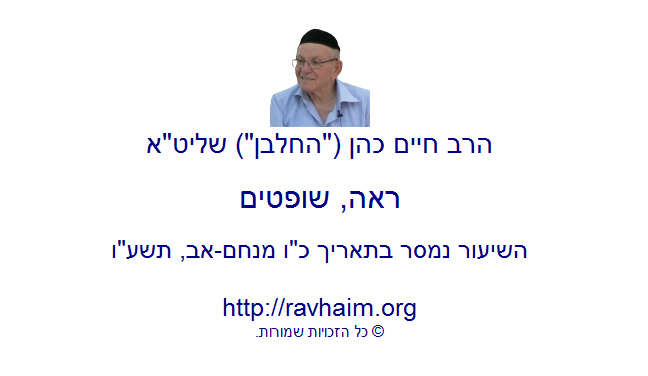 הרב חיים כהן ("החלבן") שליט"א
ראה, שופטים
השיעור נמסר בתאריך כ"ו מנחם-אב, תשע"ו
http://ravhaim.org
© כל הזכויות שמורות.